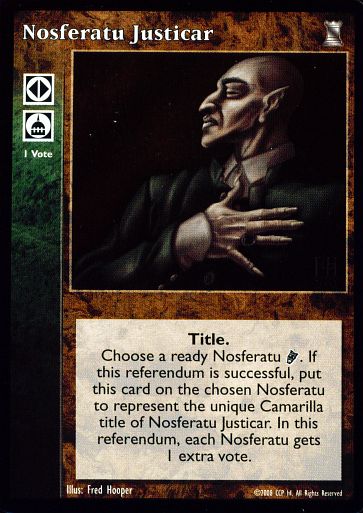 Nosferatu Justicar
1 Vote
FH
Title.
Choose a ready Nosferatu . If
this referendum is successful, put
this card on the chosen Nosferatu
to represent the unique Camarilla
title of Nosferatu Justicar. In this
referendum, each Nosferatu gets
1 extra vote.
Illus: Fred Hooper
©2008 CCP hf. All Rights Reserved